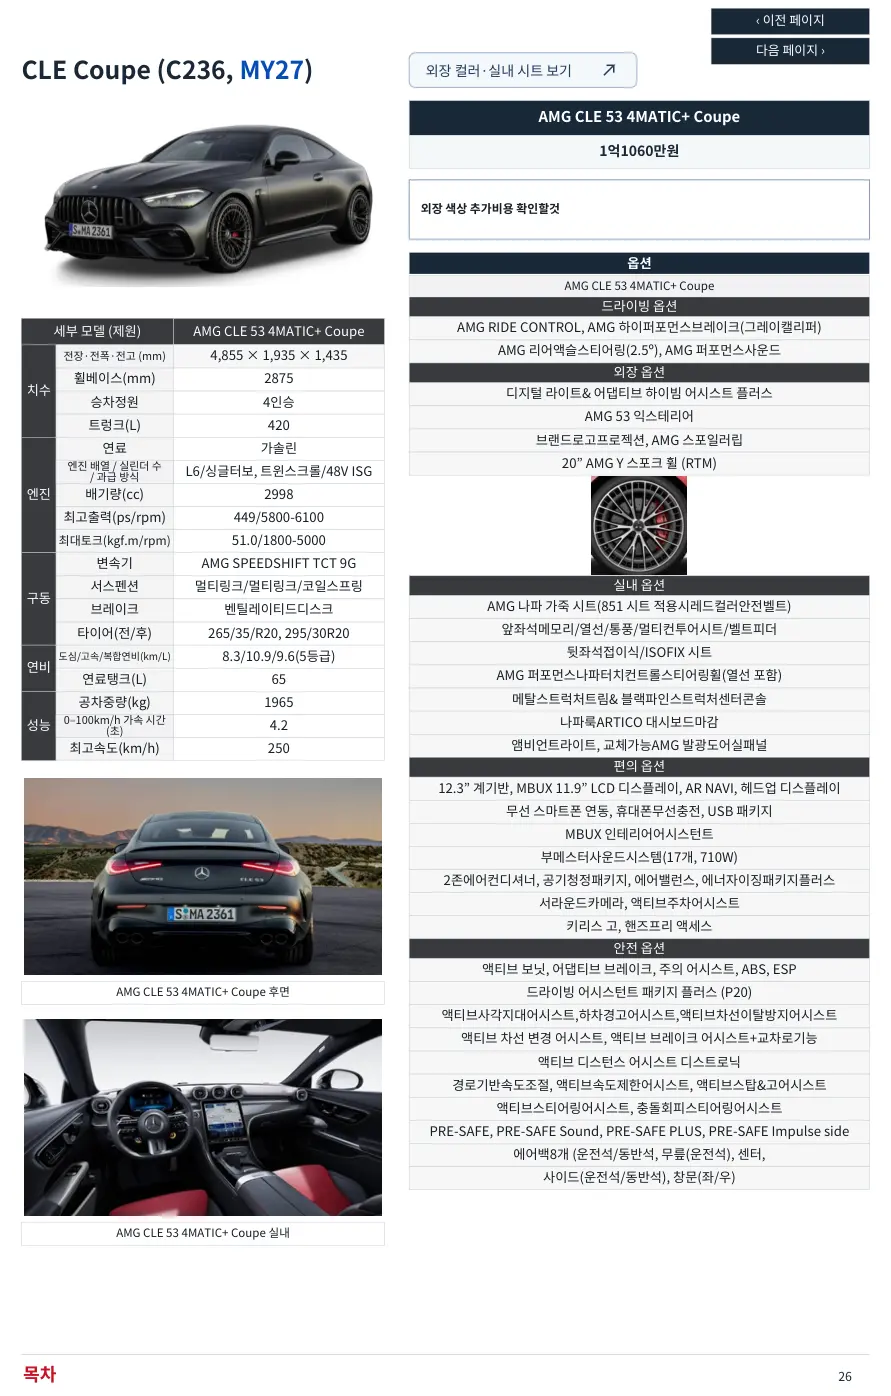 ‹ 이전 페이지
다음 페이지 ›
CLE Coupe (C236, MY27)
외장 컬러·실내 시트 보기
AMG CLE 53 4MATIC+ Coupe
1억1060만원
외장 색상 추가비용 확인할것
S·MA 2361
세부 모델 (제원) AMG CLE 53 4MATIC+ Coupe
치수
전장·전폭·전고 (mm) 4,855 × 1,935 × 1,435
휠베이스(mm) 2875
승차정원 4인승
트렁크(L) 420
엔진
연료 가솔린
엔진 배열 / 실린더 수
/ 과급 방식
L6/싱글터보, 트윈스크롤/48V ISG
배기량(cc) 2998
최고출력(ps/rpm) 449/5800-6100
최대토크(kgf.m/rpm) 51.0/1800-5000
구동
변속기 AMG SPEEDSHIFT TCT 9G
서스펜션 멀티링크/멀티링크/코일스프링
브레이크 벤틸레이티드디스크
타이어(전/후) 265/35/R20, 295/30R20
연비
도심/고속/복합연비(km/L) 8.3/10.9/9.6(5등급)
연료탱크(L) 65
성능
공차중량(kg) 1965
0–100km/h 가속 시간
(초)
4.2
최고속도(km/h) 250
AMG
CLE 53
S·MA 2361
AMG CLE 53 4MATIC+ Coupe 후면
AMG CLE 53 4MATIC+ Coupe 실내
옵션
AMG CLE 53 4MATIC+ Coupe
드라이빙 옵션
AMG RIDE CONTROL, AMG 하이퍼포먼스브레이크(그레이캘리퍼)
AMG 리어액슬스티어링(2.5º), AMG 퍼포먼스사운드
외장 옵션
디지털 라이트& 어댑티브 하이빔 어시스트 플러스
AMG 53 익스테리어
브랜드로고프로젝션, AMG 스포일러립
20” AMG Y 스포크 휠 (RTM)
실내 옵션
AMG 나파 가죽 시트(851 시트 적용시레드컬러안전벨트)
앞좌석메모리/열선/통풍/멀티컨투어시트/벨트피더
뒷좌석접이식/ISOFIX 시트
AMG 퍼포먼스나파터치컨트롤스티어링휠(열선 포함)
메탈스트럭처트림& 블랙파인스트럭처센터콘솔
나파룩ARTICO 대시보드마감
앰비언트라이트, 교체가능AMG 발광도어실패널
편의 옵션
12.3” 계기반, MBUX 11.9” LCD 디스플레이, AR NAVI, 헤드업 디스플레이
무선 스마트폰 연동, 휴대폰무선충전, USB 패키지
MBUX 인테리어어시스턴트
부메스터사운드시스템(17개, 710W)
2존에어컨디셔너, 공기청정패키지, 에어밸런스, 에너자이징패키지플러스
서라운드카메라, 액티브주차어시스트
키리스 고, 핸즈프리 액세스
안전 옵션
액티브 보닛, 어댑티브 브레이크, 주의 어시스트, ABS, ESP
드라이빙 어시스턴트 패키지 플러스 (P20)
액티브사각지대어시스트,하차경고어시스트,액티브차선이탈방지어시스트
액티브 차선 변경 어시스트, 액티브 브레이크 어시스트+교차로기능
액티브 디스턴스 어시스트 디스트로닉
경로기반속도조절, 액티브속도제한어시스트, 액티브스탑&고어시스트
액티브스티어링어시스트, 충돌회피스티어링어시스트
PRE-SAFE, PRE-SAFE Sound, PRE-SAFE PLUS, PRE-SAFE Impulse side
에어백8개 (운전석/동반석, 무릎(운전석), 센터,
사이드(운전석/동반석), 창문(좌/우)
목차
26